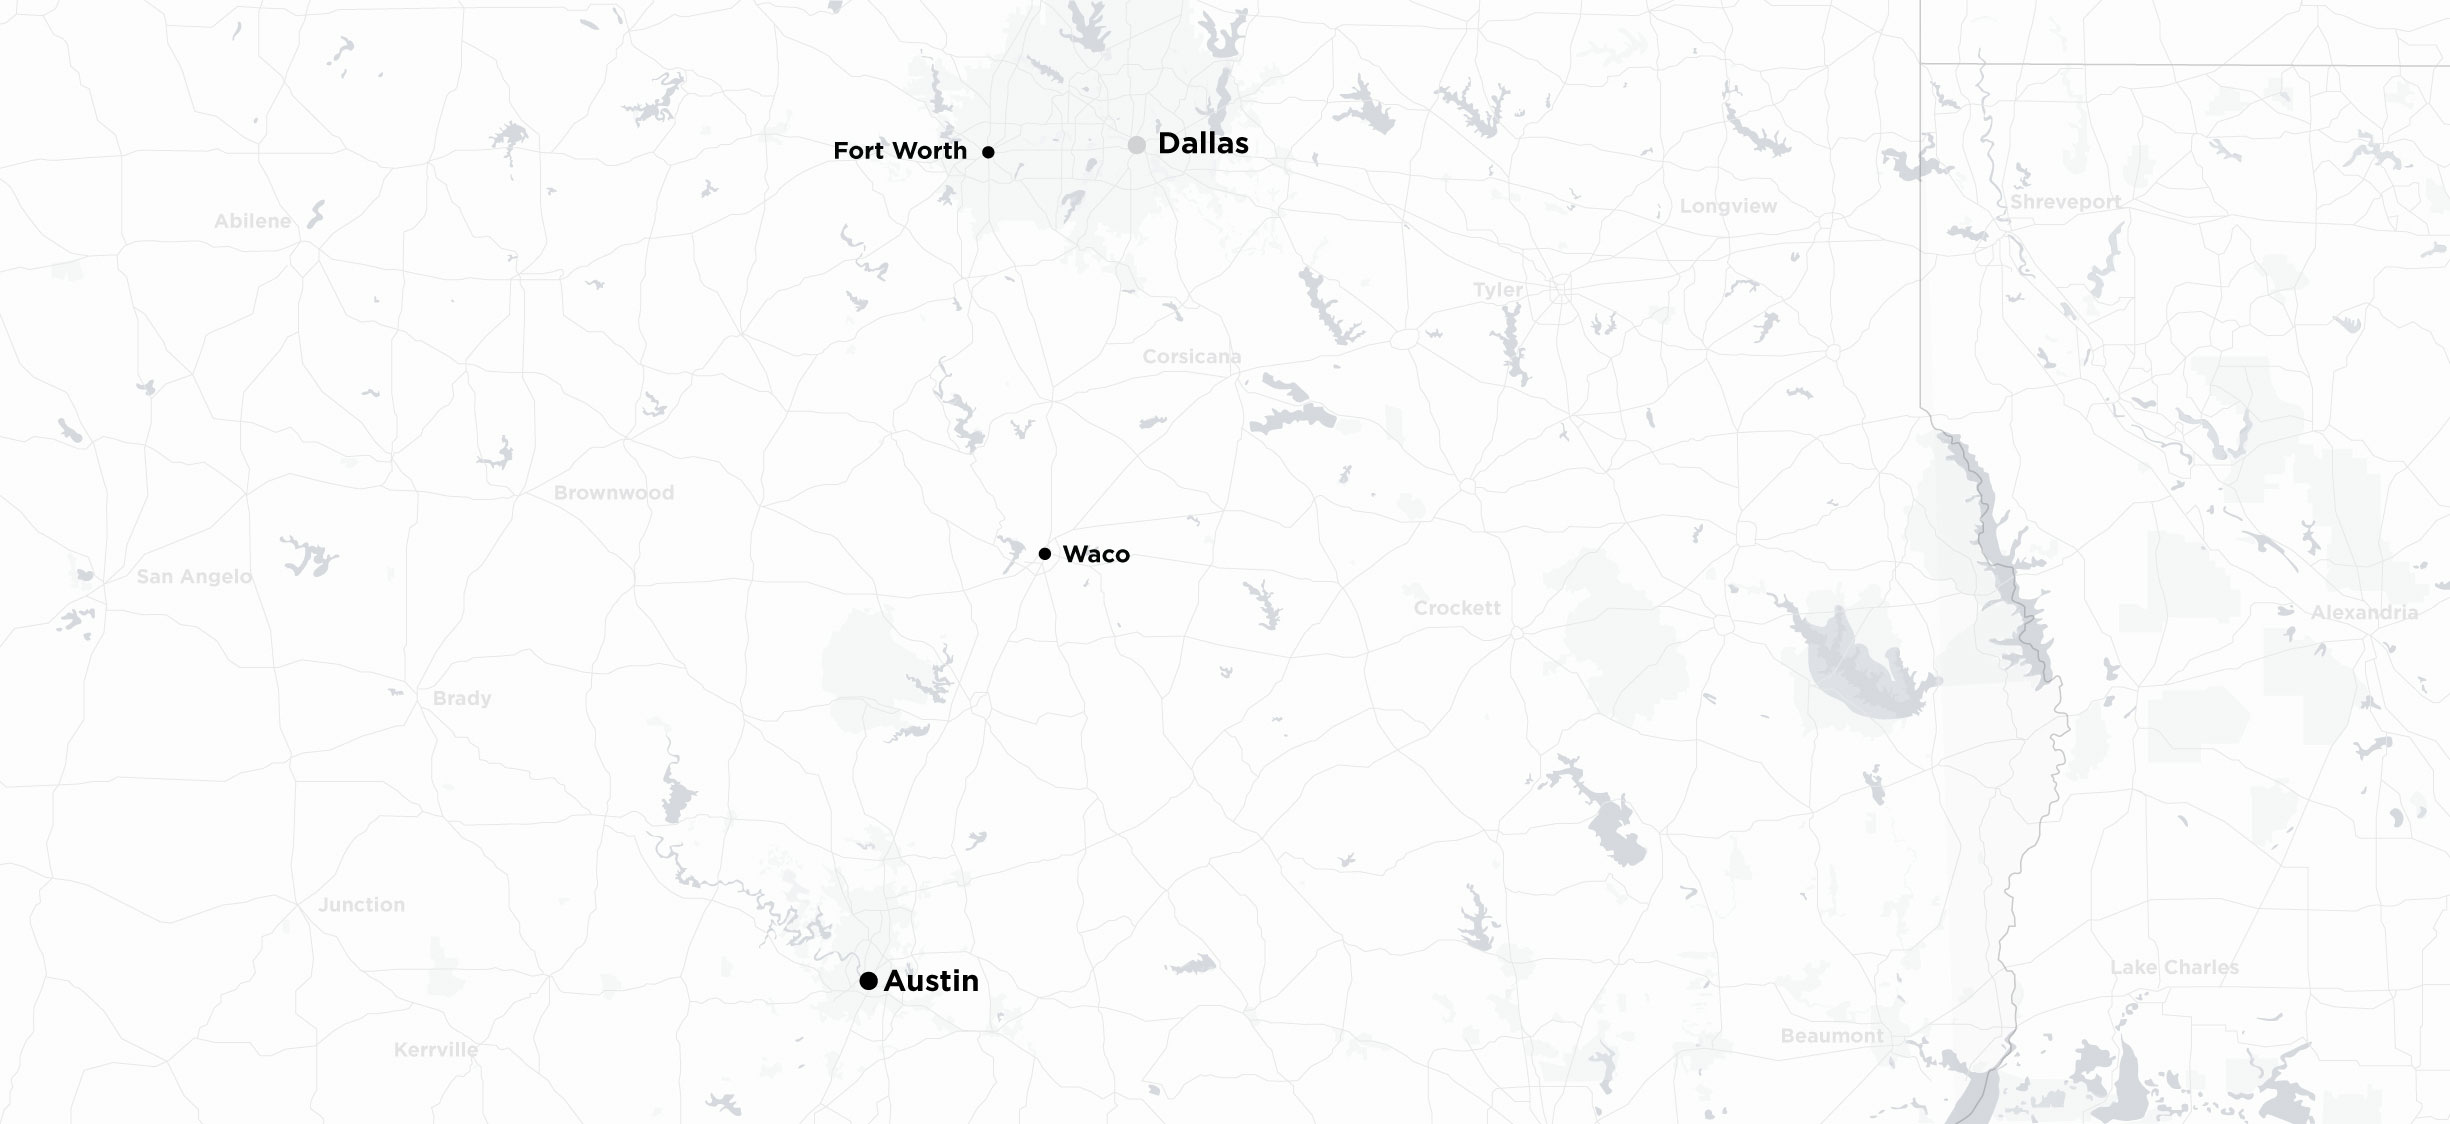 Fort Worth
Dallas
Longview
Shreveport
Abilene
Tyler
Corsicana
Brownwood
Waco
San Angelo
Crockett
Alexandria
Brady
Junction
Austin
Lake Charles
Beaumont
Kerrville